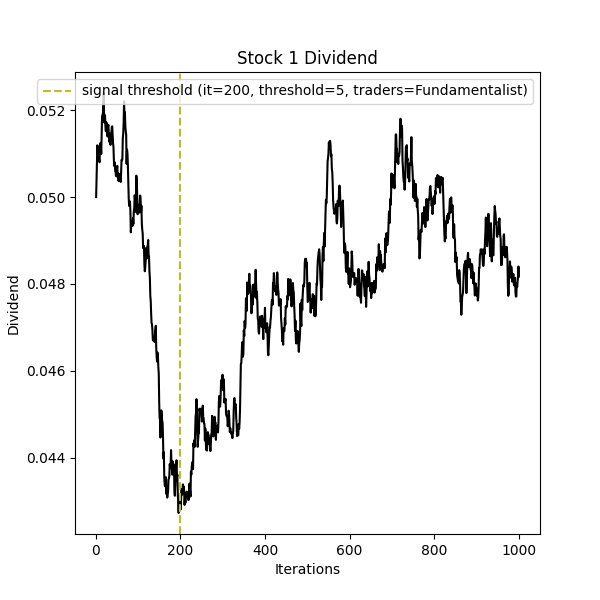 Stock 1 Dividend
signal threshold (it=200, threshold=5, traders=Fundamentalist)
0.052
0.050
0.048
0.046
0.044
Dividend
0 200 400 600 800 1000
Iterations